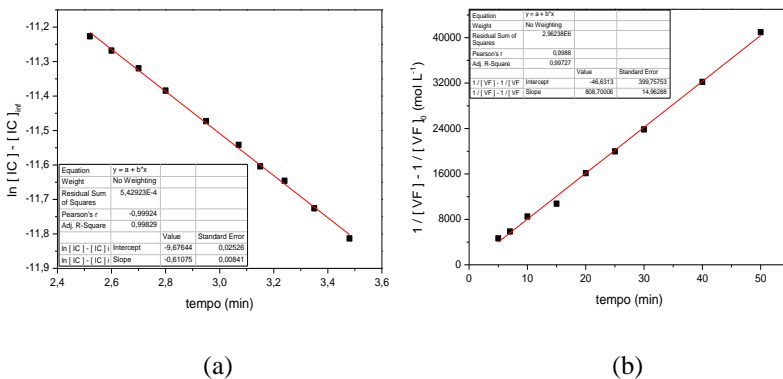 -11,2
-11,3
-11,4
-11,5
-11,6
-11,7
-11,8
-11,9
ln [ IC ] - [ IC ]inf
Equation y = a + b*x
Weight No Weighting
Residual Sum of Squares 5,42923E-4
Pearson's r -0,99924
Adj. R-Square 0,99829
Value Standard Error
ln [ IC ] - [ IC ] i Intercept -9,67644 0,02526
ln [ IC ] - [ IC ] i Slope -0,61075 0,00841
2,4 2,6 2,8 3,0 3,2 3,4 3,6
tempo (min)
(a)
40000
32000
24000
16000
8000
0
1 / [ VF ] - 1 / [ VF ]0 (mol L-1)
Equation y = a + b*x
Weight No Weighting
Residual Sum of Squares 2,96238E6
Pearson's r 0,9988
Adj. R-Square 0,99727
Value Standard Error
1 / [ VF ] - 1 / [ VF Intercept -46,6313 399,75753
1 / [ VF ] - 1 / [ VF Slope 808,70006 14,96288
0 10 20 30 40 50
tempo (min)
(b)